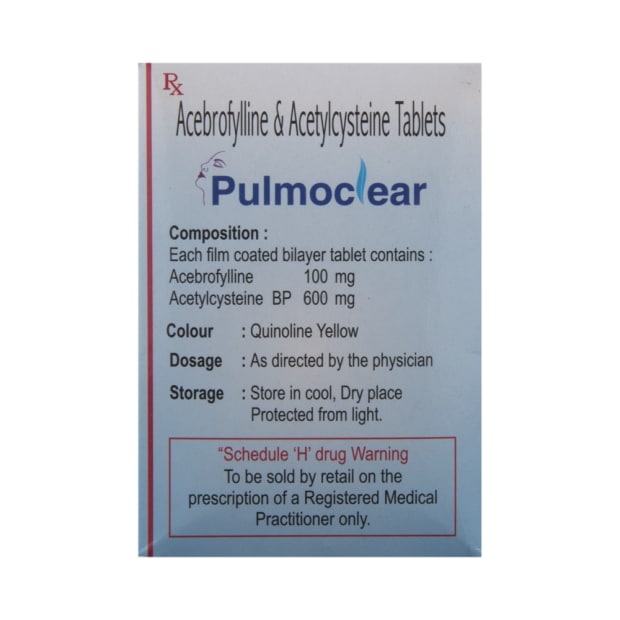 Rx
Acebrofylline & Acetylcysteine Tablets
Pulmoclear
Composition :
Each film coated bilayer tablet contains :
Acebrofylline 100 mg
Acetylcysteine BP 600 mg
Colour : Quinoline Yellow
Dosage : As directed by the physician
Storage : Store in cool, Dry place
Protected from light.
“Schedule ‘H’ drug Warning
To be sold by retail on the
prescription of a Registered Medical
Practitioner only.